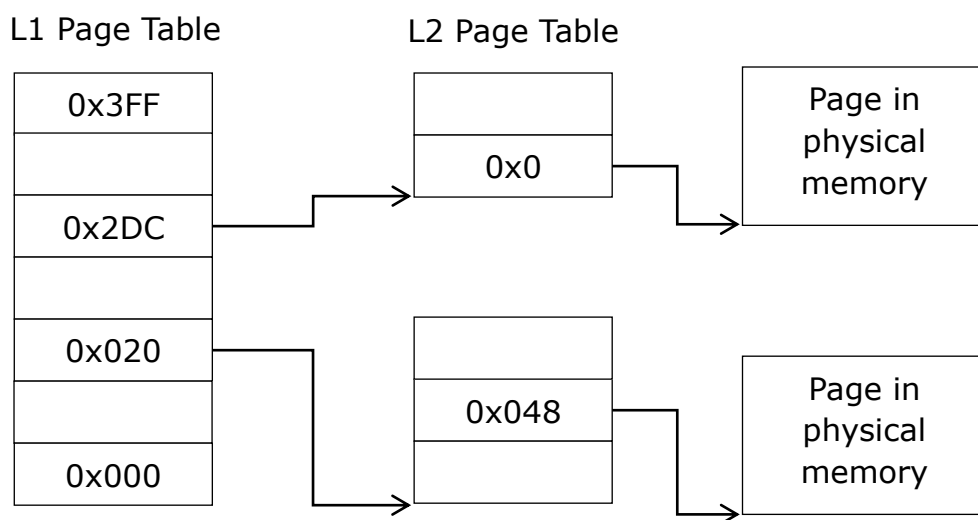 L1 Page Table
L2 Page Table
0x3FF
0x2DC
0x020
0x000
0x0
0x048
Page in
physical
memory
Page in
physical
memory